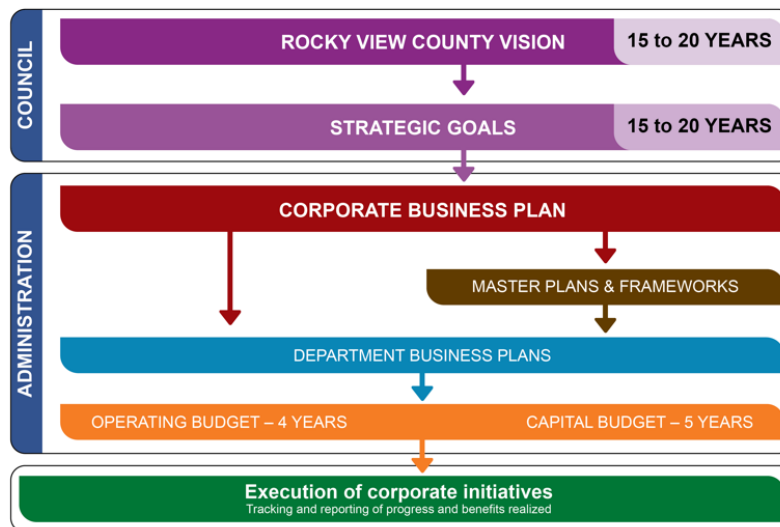 COUNCIL
ROCKY VIEW COUNTY VISION
15 to 20 YEARS
STRATEGIC GOALS
15 to 20 YEARS
ADMINISTRATION
CORPORATE BUSINESS PLAN
MASTER PLANS & FRAMEWORKS
DEPARTMENT BUSINESS PLANS
OPERATING BUDGET – 4 YEARS
CAPITAL BUDGET – 5 YEARS
Execution of corporate initiatives
Tracking and reporting of progress and benefits realized